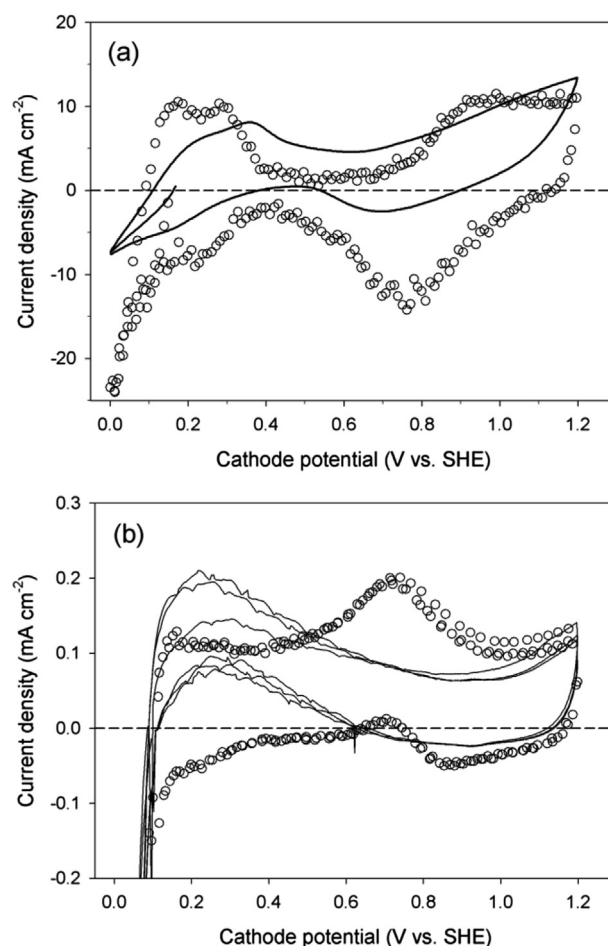 (a)
20
10
0
-10
-20
Current density (mA cm-2)
0.0 0.2 0.4 0.6 0.8 1.0 1.2
Cathode potential (V vs. SHE)
(b)
0.3
0.2
0.1
0.0
-0.1
-0.2
Current density (mA cm-2)
0.0 0.2 0.4 0.6 0.8 1.0 1.2
Cathode potential (V vs. SHE)